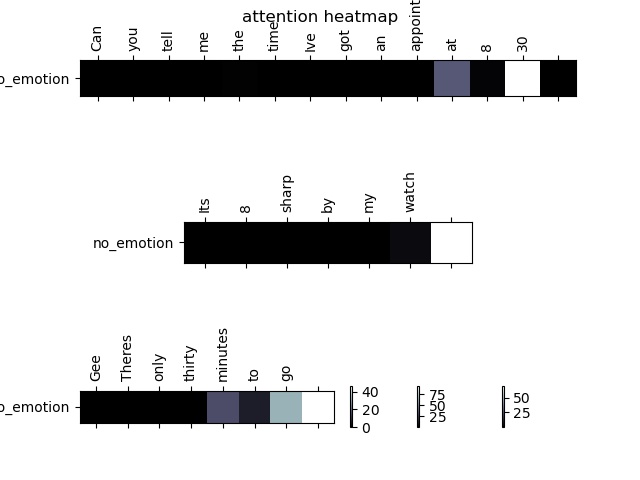 attention heatmap
Can you tell me the time Ive got an appoint at 8 30
o_emotion
Its 8 sharp by my watch
no_emotion
Gee Theres only thirty minutes to go
o_emotion
40 20 0
75 50 25
50 25